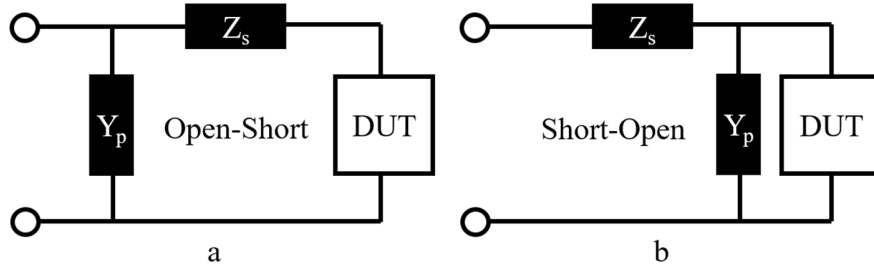 Zs
Yp
Open-Short
DUT
a
Zs
Short-Open
Yp
DUT
b